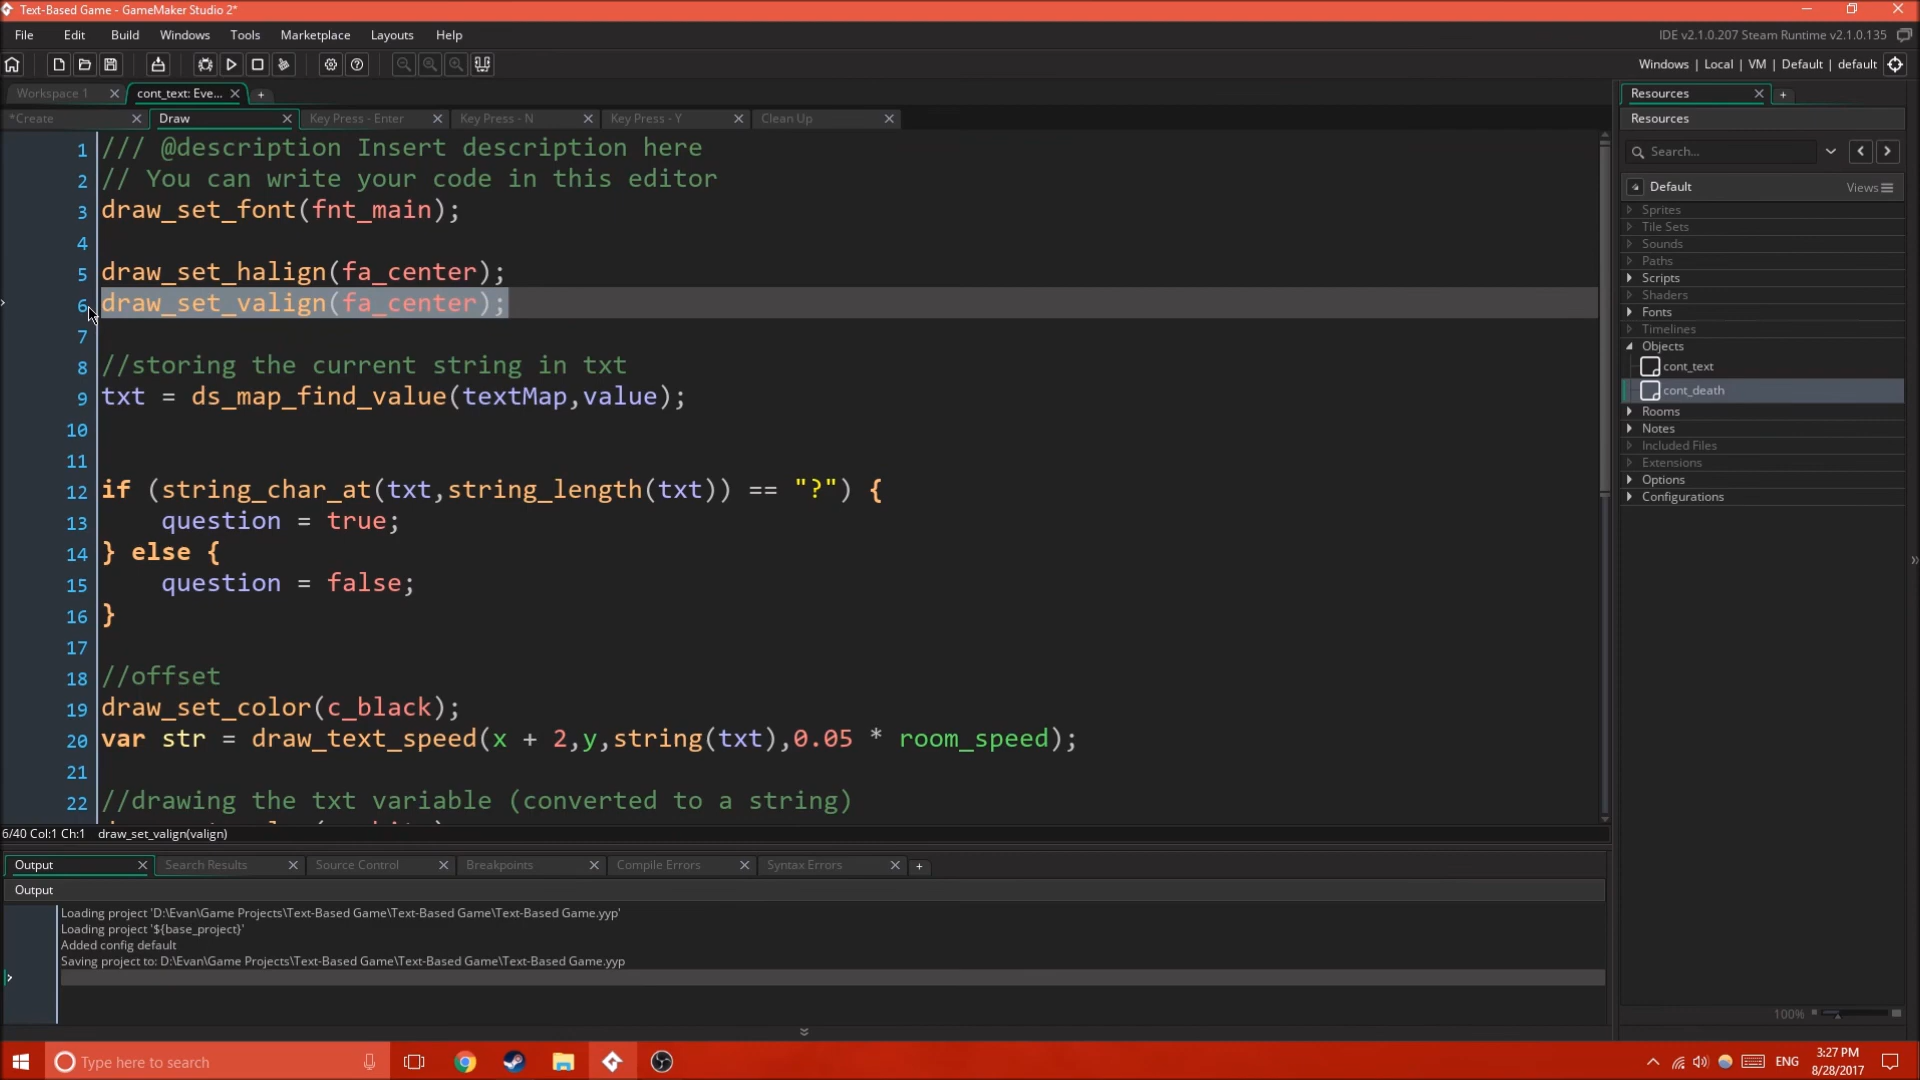 Text-Based Game - GameMaker Studio 2*
File Edit Build Windows Tools Marketplace Layouts Help
IDE v2.1.0.207 Steam Runtime v2.1.0.135
Windows | Local | VM | Default | default
Workspace 1
cont_text: Eve...
*Create
Draw
Key Press - Enter
Key Press - N
Key Press - Y
Clean Up
1 /// @description Insert description here
2 // You can write your code in this editor
3 draw_set_font(fnt_main);
4
5 draw_set_halign(fa_center);
6 draw_set_valign(fa_center);
7
8 //storing the current string in txt
9 txt = ds_map_find_value(textMap,value);
10
11
12 if (string_char_at(txt,string_length(txt)) == "?") {
13 question = true;
14 } else {
15 question = false;
16 }
17
18 //offset
19 draw_set_color(c_black);
20 var str = draw_text_speed(x + 2,y,string(txt),0.05 * room_speed);
21
22 //drawing the txt variable (converted to a string)
6/40 Col:1 Ch:1 draw_set_valign(valign)
Output
Search Results
Source Control
Breakpoints
Compile Errors
Syntax Errors
Output
Loading project 'D:\Evan\Game Projects\Text-Based Game\Text-Based Game\Text-Based Game.yyp'
Loading project '${base_project}'
Added config default
Saving project to: D:\Evan\Game Projects\Text-Based Game\Text-Based Game\Text-Based Game.yyp
Resources
Resources
Search...
Default
Views
Sprites
Tile Sets
Sounds
Paths
Scripts
Shaders
Fonts
Timelines
Objects
cont_text
cont_death
Rooms
Notes
Included Files
Extensions
Options
Configurations
100%
Type here to search
ENG
3:27 PM
8/28/2017